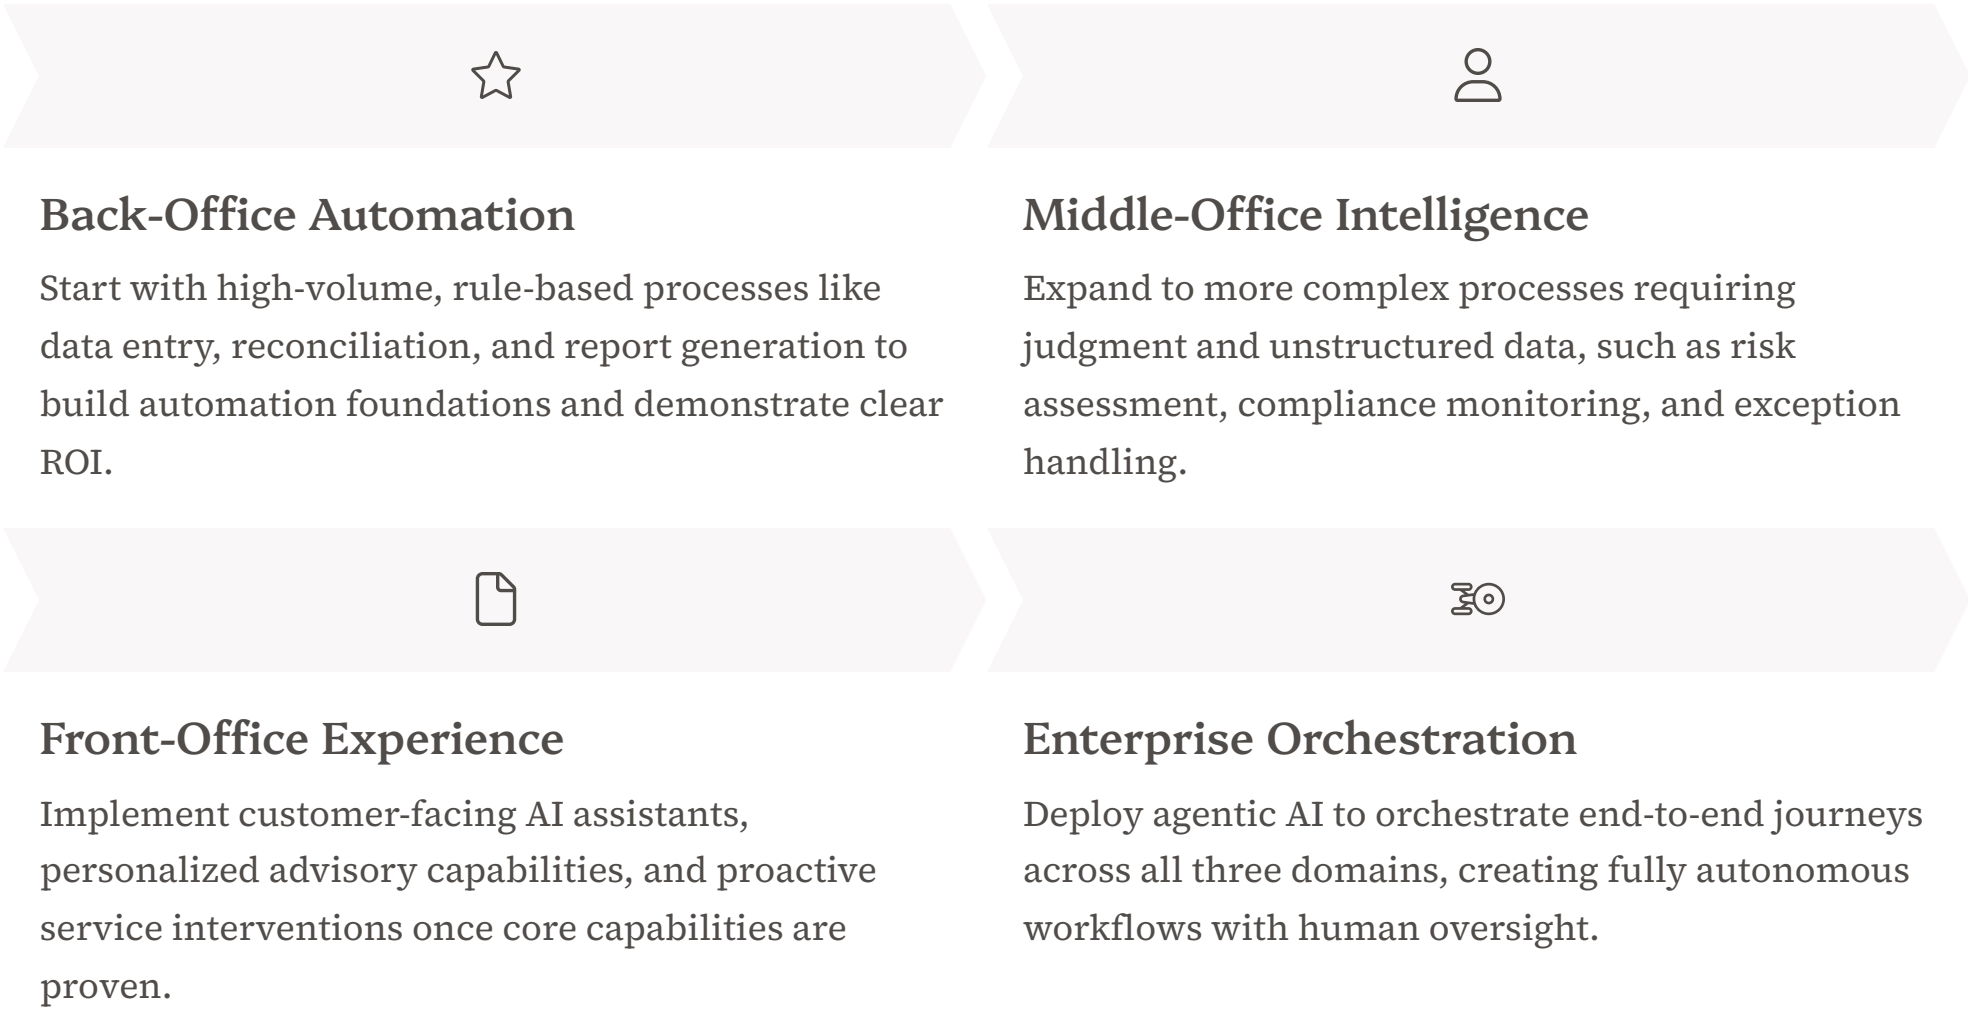 Back-Office Automation
Start with high-volume, rule-based processes like
data entry, reconciliation, and report generation to
build automation foundations and demonstrate clear
ROI.
Middle-Office Intelligence
Expand to more complex processes requiring
judgment and unstructured data, such as risk
assessment, compliance monitoring, and exception
handling.
Front-Office Experience
Implement customer-facing AI assistants,
personalized advisory capabilities, and proactive
service interventions once core capabilities are
proven.
Enterprise Orchestration
Deploy agentic AI to orchestrate end-to-end journeys
across all three domains, creating fully autonomous
workflows with human oversight.